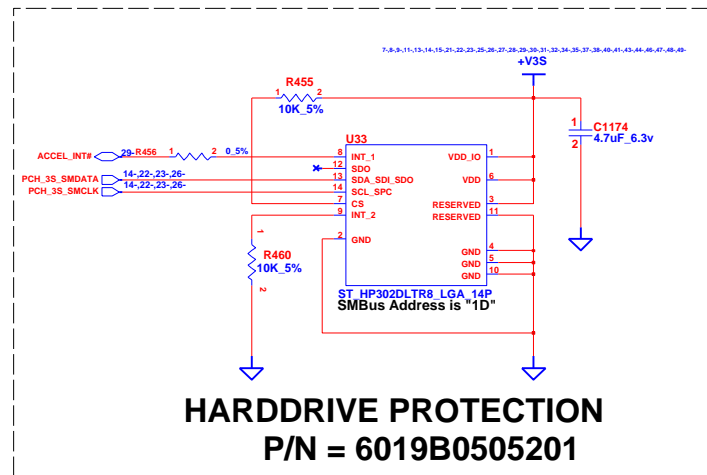 7-,8-,9-,11-,13-,14-,15-,21-,22-,23-,25-,26-,27-,28-,29-,30-,31-,32-,34-,35-,37-,38-,40-,41-,43-,44-,46-,47-,48-,49-
+V3S
R455
1 2
10K_5%
C1174
1
4.7uF_6.3v
2
U33
ACCEL_INT# 29- R456 1 2 0_5% 8 INT_1 VDD_IO 1
12 SDO
PCH_3S_SMDATA 14-,22-,23-,26- 13 SDA_SDI_SDO VDD 6
PCH_3S_SMCLK 14-,22-,23-,26- 14 SCL_SPC
7 CS RESERVED 3
9 INT_2 RESERVED 11
2 GND
GND 4
GND 5
GND 10
1
R460
10K_5%
2
ST_HP302DLTR8_LGA_14P
SMBus Address is "1D"
HARDDRIVE PROTECTION
P/N = 6019B0505201